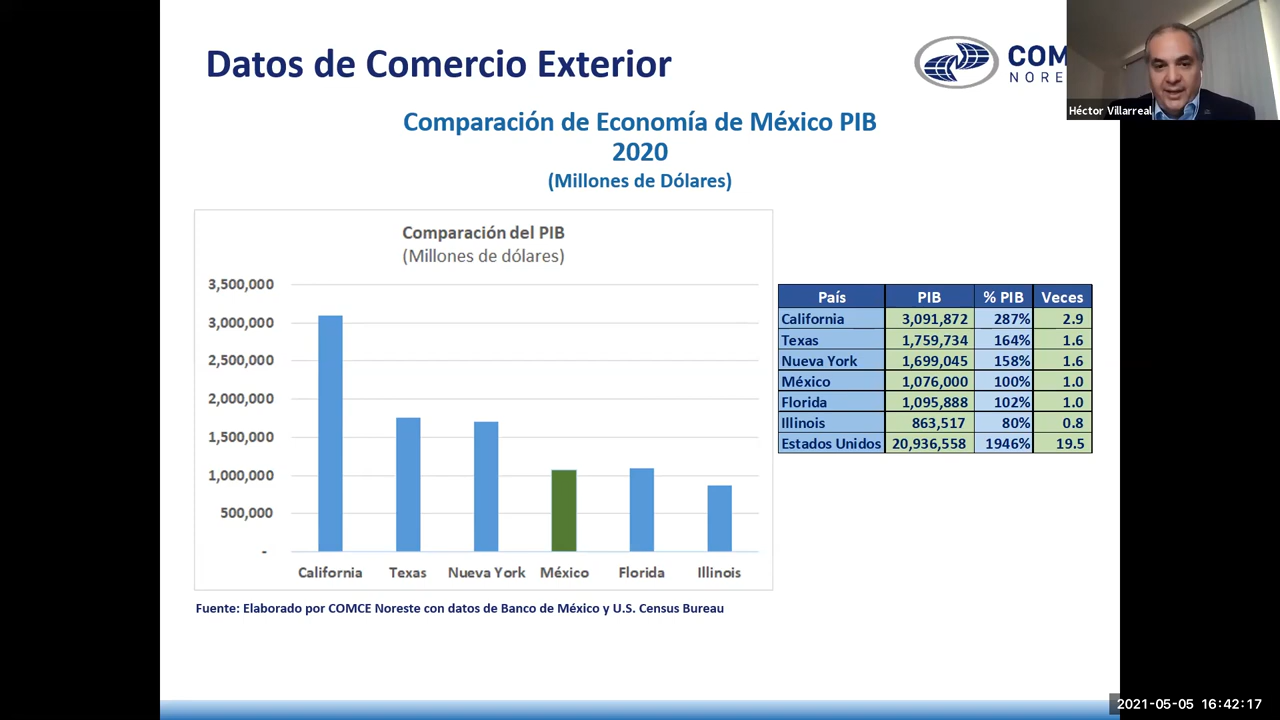 Datos de Comercio Exterior
COM
NORE
Héctor Villarreal
Comparación de Economía de México PIB
2020
(Millones de Dólares)
Comparación del PIB
(Millones de dólares)
3,500,000
3,000,000
2,500,000
2,000,000
1,500,000
1,000,000
500,000
-
California Texas Nueva York México Florida Illinois
País PIB % PIB Veces
California 3,091,872 287% 2.9
Texas 1,759,734 164% 1.6
Nueva York 1,699,045 158% 1.6
México 1,076,000 100% 1.0
Florida 1,095,888 102% 1.0
Illinois 863,517 80% 0.8
Estados Unidos 20,936,558 1946% 19.5
Fuente: Elaborado por COMCE Noreste con datos de Banco de México y U.S. Census Bureau
2021-05-05 16:42:17